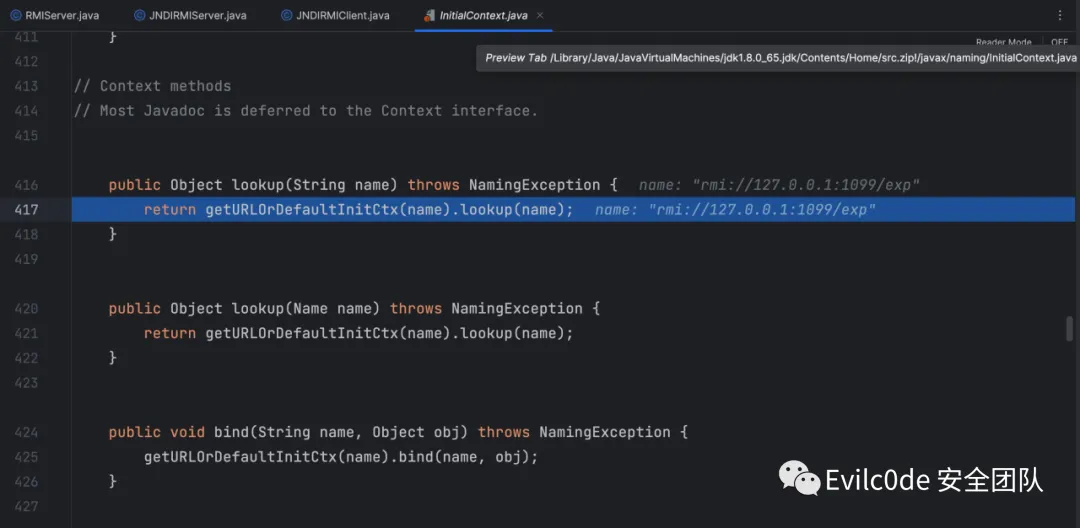 RMIServer.java JNDIRMIServer.java JNDIRMIClient.java InitialContext.java ×
411 }
Reader Mode OFF
412 Preview Tab /Library/Java/JavaVirtualMachines/jdk1.8.0_65.jdk/Contents/Home/src.zip!/javax/naming/InitialContext.java
413 // Context methods
414 // Most Javadoc is deferred to the Context interface.
415
416 public Object lookup(String name) throws NamingException { name: "rmi://127.0.0.1:1099/exp"
417 return getURLOrDefaultInitCtx(name).lookup(name); name: "rmi://127.0.0.1:1099/exp"
418 }
419
420 public Object lookup(Name name) throws NamingException {
421 return getURLOrDefaultInitCtx(name).lookup(name);
422 }
423
424 public void bind(String name, Object obj) throws NamingException {
425 getURLOrDefaultInitCtx(name).bind(name, obj);
426 }
427
Evilc0de 安全团队